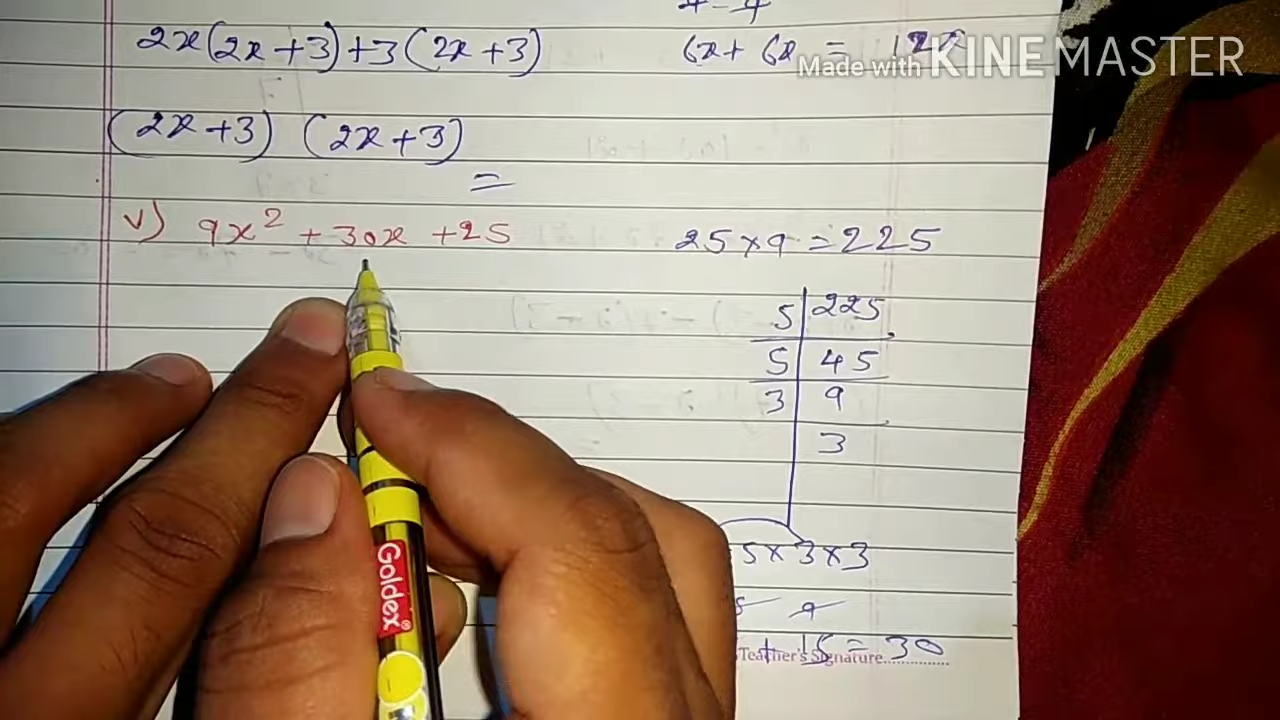 2x(2x+3)+3(2x+3)
6x+6x = 12x
Made with KINEMASTER
(2x+3) (2x+3)
=
v) 9x² + 30x + 25
25×9=225
5 | 225
5 | 45
3 | 9
3
5×3×3
9
+ 15 = 30
Teacher's Signature
Goldex®